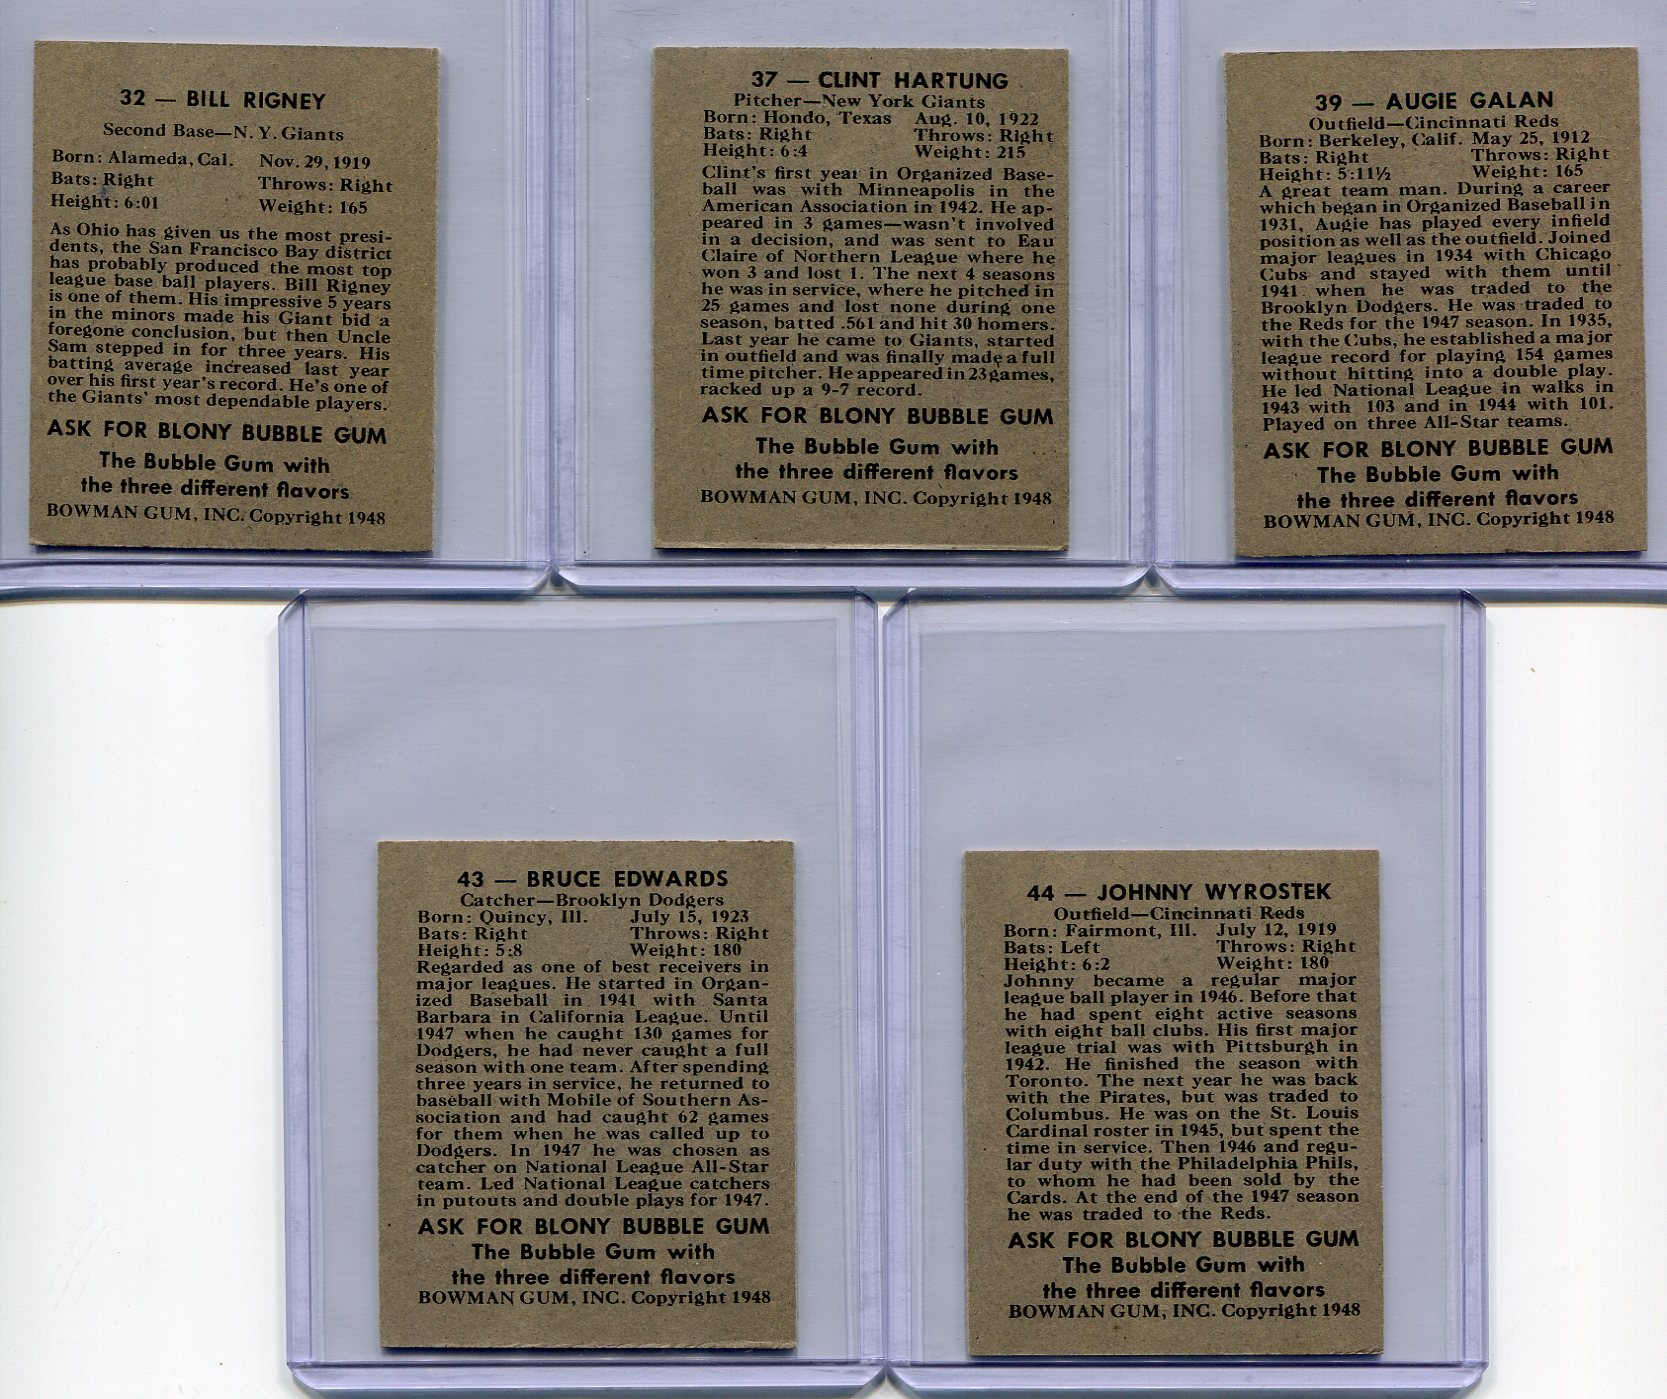 32 — BILL RIGNEY
Second Base—N. Y. Giants
Born: Alameda, Cal. Nov. 29, 1919
Bats: Right Throws: Right
Height: 6:01 Weight: 165
As Ohio has given us the most presi-
dents, the San Francisco Bay district
has probably produced the most top
league base ball players. Bill Rigney
is one of them. His impressive 5 years
in the minors made his Giant bid a
foregone conclusion, but then Uncle
Sam stepped in for three years. His
batting average increased last year
over his first year's record. He's one of
the Giants' most dependable players.
ASK FOR BLONY BUBBLE GUM
The Bubble Gum with
the three different flavors
BOWMAN GUM, INC. Copyright 1948
37 — CLINT HARTUNG
Pitcher—New York Giants
Born: Hondo, Texas Aug. 10, 1922
Bats: Right Throws: Right
Height: 6:4 Weight: 215
Clint's first year in Organized Base-
ball was with Minneapolis in the
American Association in 1942. He ap-
peared in 3 games—wasn't involved
in a decision, and was sent to Eau
Claire of Northern League where he
won 3 and lost 1. The next 4 seasons
he was in service, where he pitched in
25 games and lost none during one
season, batted .561 and hit 30 homers.
Last year he came to Giants, started
in outfield and was finally made a full
time pitcher. He appeared in 23 games,
racked up a 9-7 record.
ASK FOR BLONY BUBBLE GUM
The Bubble Gum with
the three different flavors
BOWMAN GUM, INC. Copyright 1948
39 — AUGIE GALAN
Outfield—Cincinnati Reds
Born: Berkeley, Calif. May 25, 1912
Bats: Right Throws: Right
Height: 5:11½ Weight: 165
A great team man. During a career
which began in Organized Baseball in
1931, Augie has played every infield
position as well as the outfield. Joined
major leagues in 1934 with Chicago
Cubs and stayed with them until
1941 when he was traded to the
Brooklyn Dodgers. He was traded to
the Reds for the 1947 season. In 1935,
with the Cubs, he established a major
league record for playing 154 games
without hitting into a double play.
He led National League in walks in
1943 with 103 and in 1944 with 101.
Played on three All-Star teams.
ASK FOR BLONY BUBBLE GUM
The Bubble Gum with
the three different flavors
BOWMAN GUM, INC. Copyright 1948
43 — BRUCE EDWARDS
Catcher—Brooklyn Dodgers
Born: Quincy, Ill. July 15, 1923
Bats: Right Throws: Right
Height: 5:8 Weight: 180
Regarded as one of best receivers in
major leagues. He started in Organ-
ized Baseball in 1941 with Santa
Barbara in California League. Until
1947 when he caught 130 games for
Dodgers, he had never caught a full
season with one team. After spending
three years in service, he returned to
baseball with Mobile of Southern As-
sociation and had caught 62 games
for them when he was called up to
Dodgers. In 1947 he was chosen as
catcher on National League All-Star
team. Led National League catchers
in putouts and double plays for 1947.
ASK FOR BLONY BUBBLE GUM
The Bubble Gum with
the three different flavors
BOWMAN GUM, INC. Copyright 1948
44 — JOHNNY WYROSTEK
Outfield—Cincinnati Reds
Born: Fairmont, Ill. July 12, 1919
Bats: Left Throws: Right
Height: 6:2 Weight: 180
Johnny became a regular major
league ball player in 1946. Before that
he had spent eight active seasons
with eight ball clubs. His first major
league trial was with Pittsburgh in
1942. He finished the season with
Toronto. The next year he was back
with the Pirates, but was traded to
Columbus. He was on the St. Louis
Cardinal roster in 1945, but spent the
time in service. Then 1946 and regu-
lar duty with the Philadelphia Phils,
to whom he had been sold by the
Cards. At the end of the 1947 season
he was traded to the Reds.
ASK FOR BLONY BUBBLE GUM
The Bubble Gum with
the three different flavors
BOWMAN GUM, INC. Copyright 1948